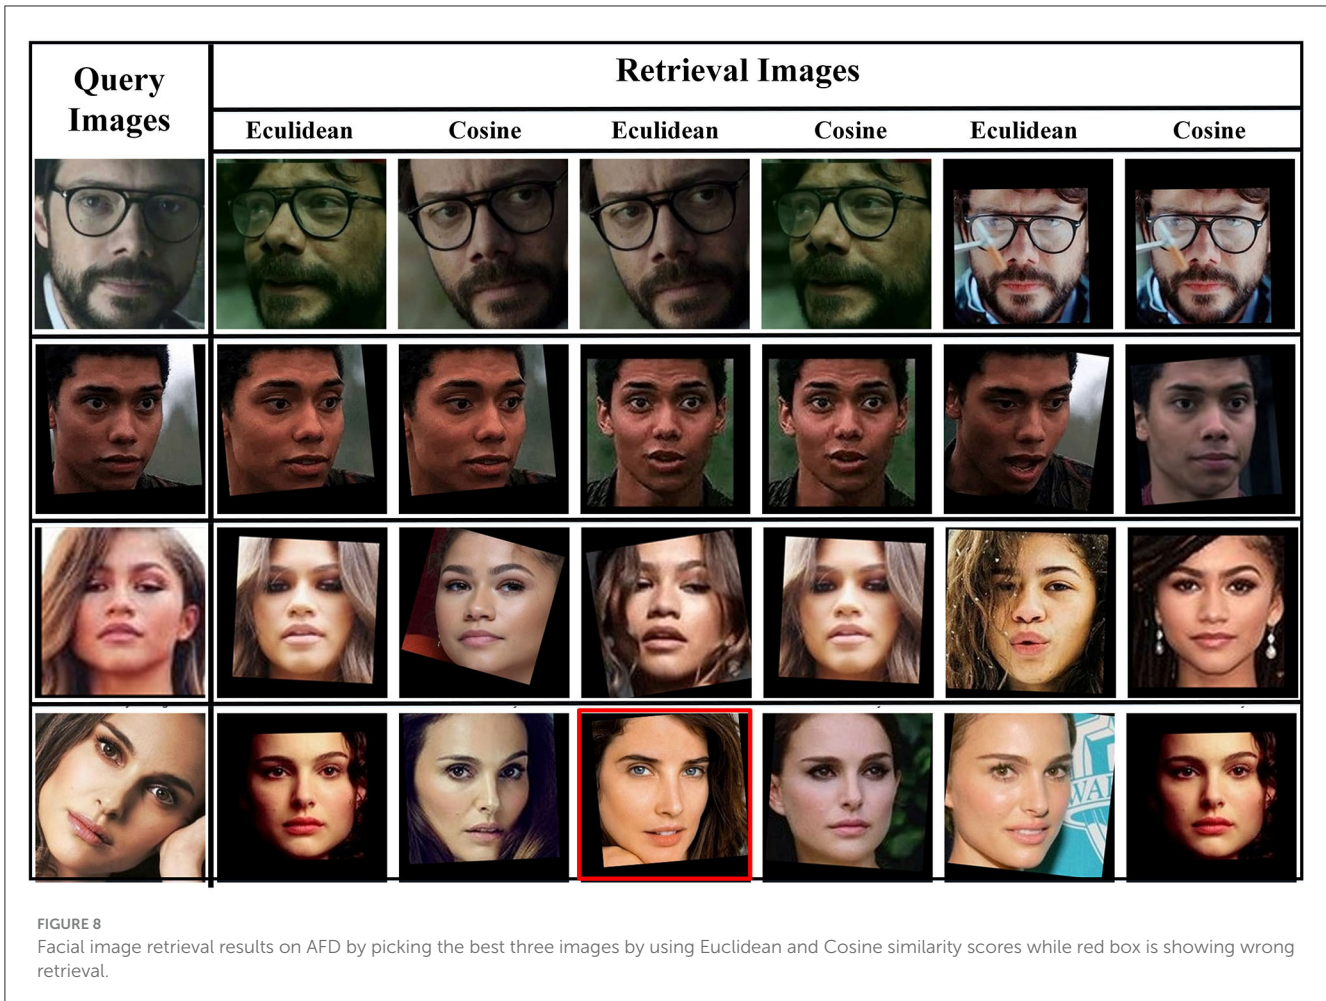 Query
Images
Retrieval Images
Eculidean
Cosine
Eculidean
Cosine
Eculidean
Cosine
WA
FIGURE 8
Facial image retrieval results on AFD by picking the best three images by using Euclidean and Cosine similarity scores while red box is showing wrong
retrieval.